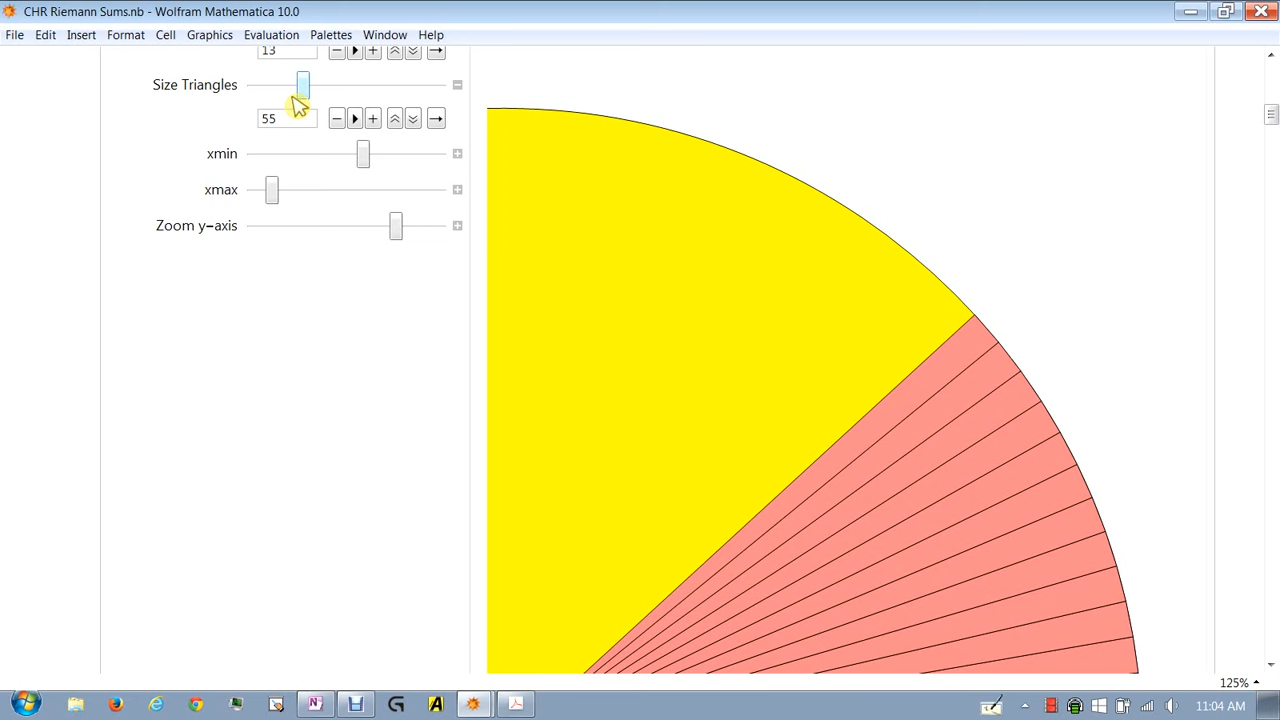 CHR Riemann Sums.nb - Wolfram Mathematica 10.0
File Edit Insert Format Cell Graphics Evaluation Palettes Window Help
13
Size Triangles
55
xmin
xmax
Zoom y-axis
125%
11:04 AM